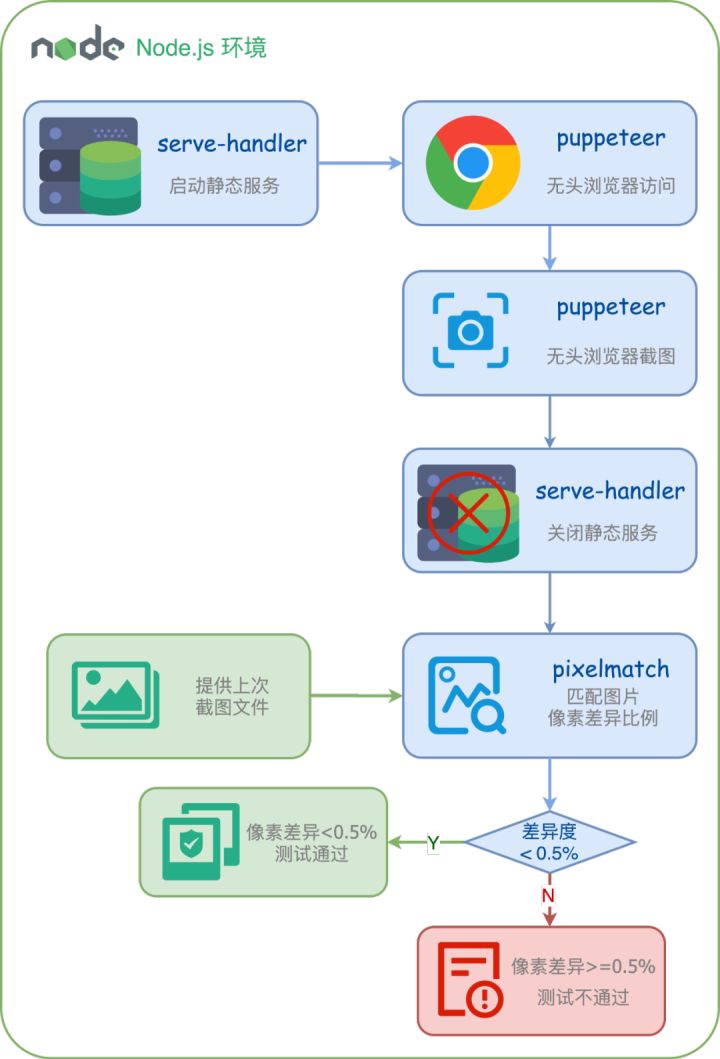 node Node.js 环境
serve-handler
启动静态服务
puppeteer
无头浏览器访问
puppeteer
无头浏览器截图
serve-handler
关闭静态服务
提供上次
截图文件
pixelmatch
匹配图片
像素差异比例
像素差异<0.5%
测试通过
Y
差异度
< 0.5%
N
像素差异>=0.5%
测试不通过